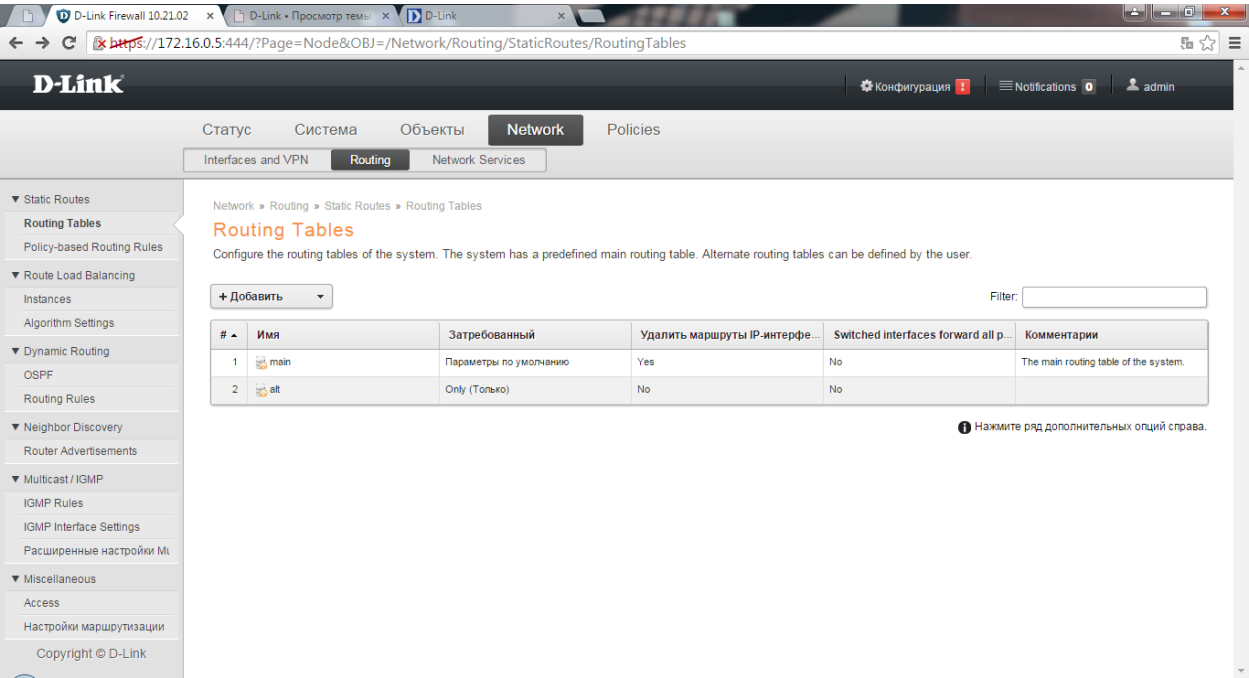 D-Link Firewall 10.21.02
D-Link • Просмотр темы
D-Link
https://172.16.0.5:444/?Page=Node&OBJ=/Network/Routing/StaticRoutes/RoutingTables
D-Link
Конфигурация !
Notifications 0
admin
Статус Система Объекты Network Policies
Interfaces and VPN Routing Network Services
Static Routes
Routing Tables
Policy-based Routing Rules
Route Load Balancing
Instances
Algorithm Settings
Dynamic Routing
OSPF
Routing Rules
Neighbor Discovery
Router Advertisements
Multicast / IGMP
IGMP Rules
IGMP Interface Settings
Расширенные настройки Mu
Miscellaneous
Access
Настройки маршрутизации
Copyright © D-Link
Network » Routing » Static Routes » Routing Tables
Routing Tables
Configure the routing tables of the system. The system has a predefined main routing table. Alternate routing tables can be defined by the user.
+ Добавить
Filter:
# Имя Затребованный Удалить маршруты IP-интерфе... Switched interfaces forward all p... Комментарии
1 main Параметры по умолчанию Yes No The main routing table of the system.
2 alt Only (Только) No No
Нажмите ряд дополнительных опций справа.